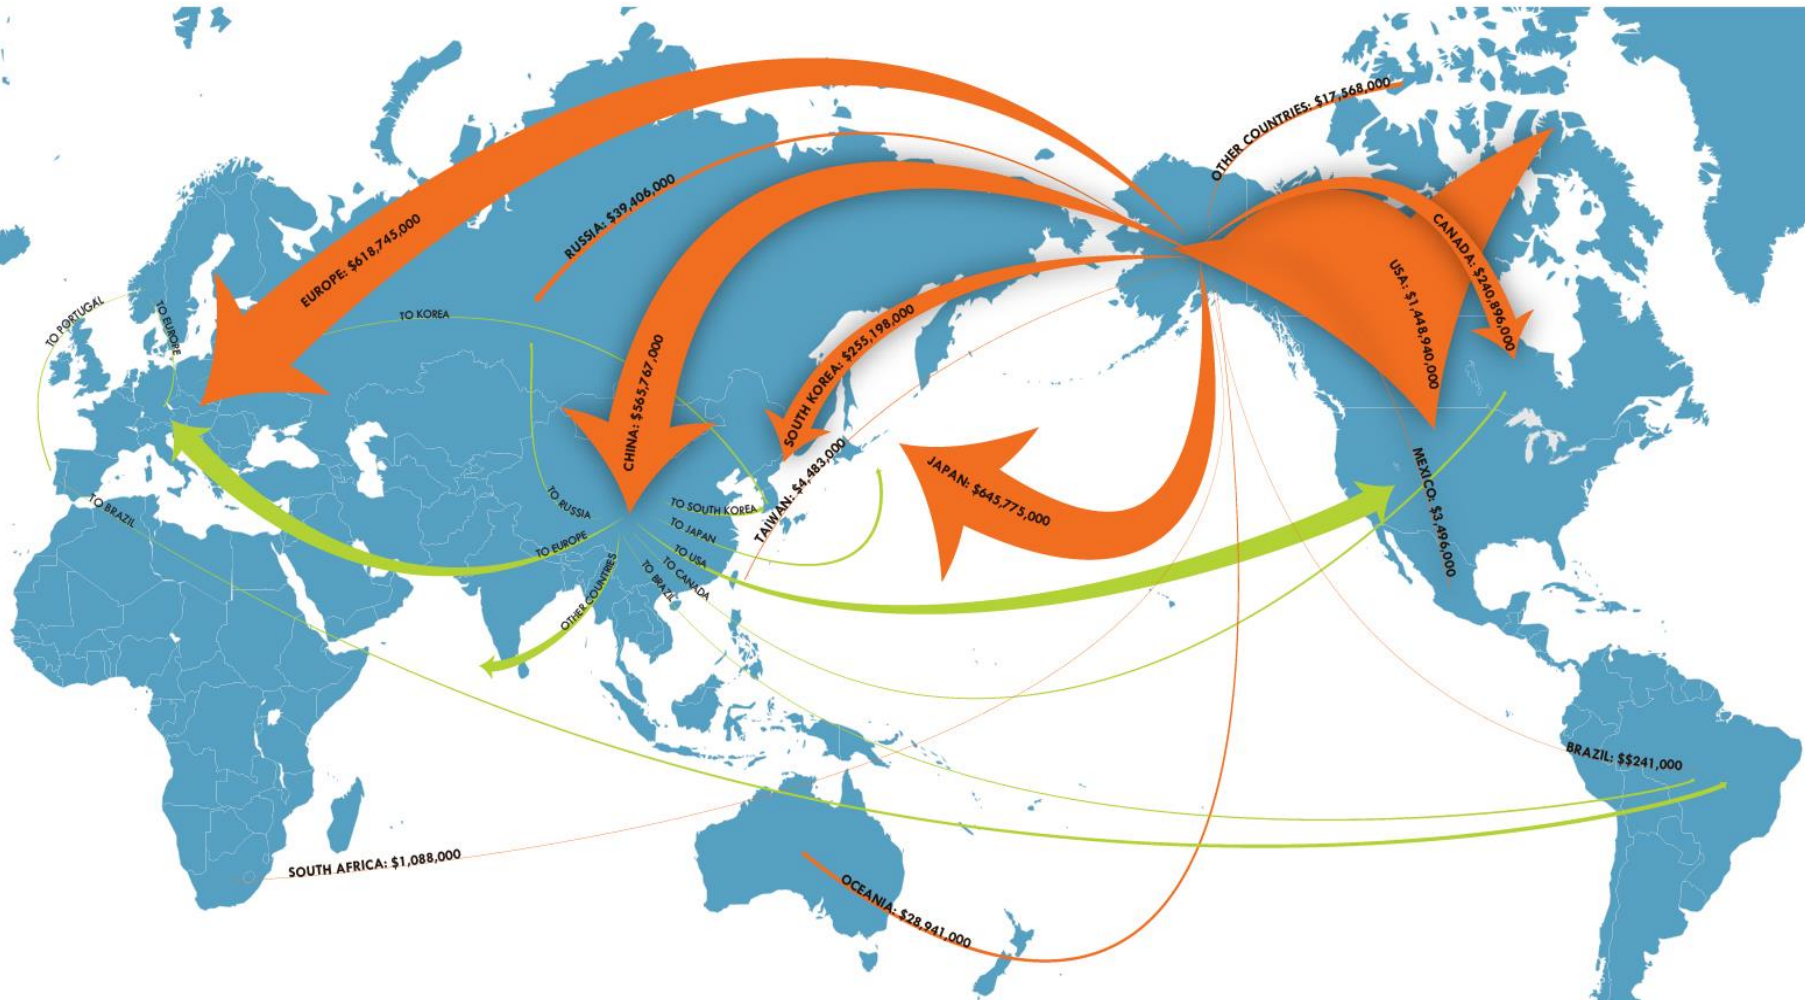 OTHER COUNTRIES: $17,568,000
EUROPE: $618,745,000
RUSSIA: $39,406,000
CANADA: $240,896,000
USA: $1,448,940,000
CHINA: $565,767,000
SOUTH KOREA: $255,198,000
TO PORTUGAL
TO EUROPE
TO KOREA
TAIWAN: $4,483,000
JAPAN: $645,775,000
MEXICO: $3,496,000
TO BRAZIL
TO RUSSIA
TO SOUTH KOREA
TO JAPAN
TO EUROPE
TO USA
TO CANADA
TO BRAZIL
OTHER COUNTRIES
BRAZIL: $$241,000
SOUTH AFRICA: $1,088,000
OCEANIA: $28,941,000